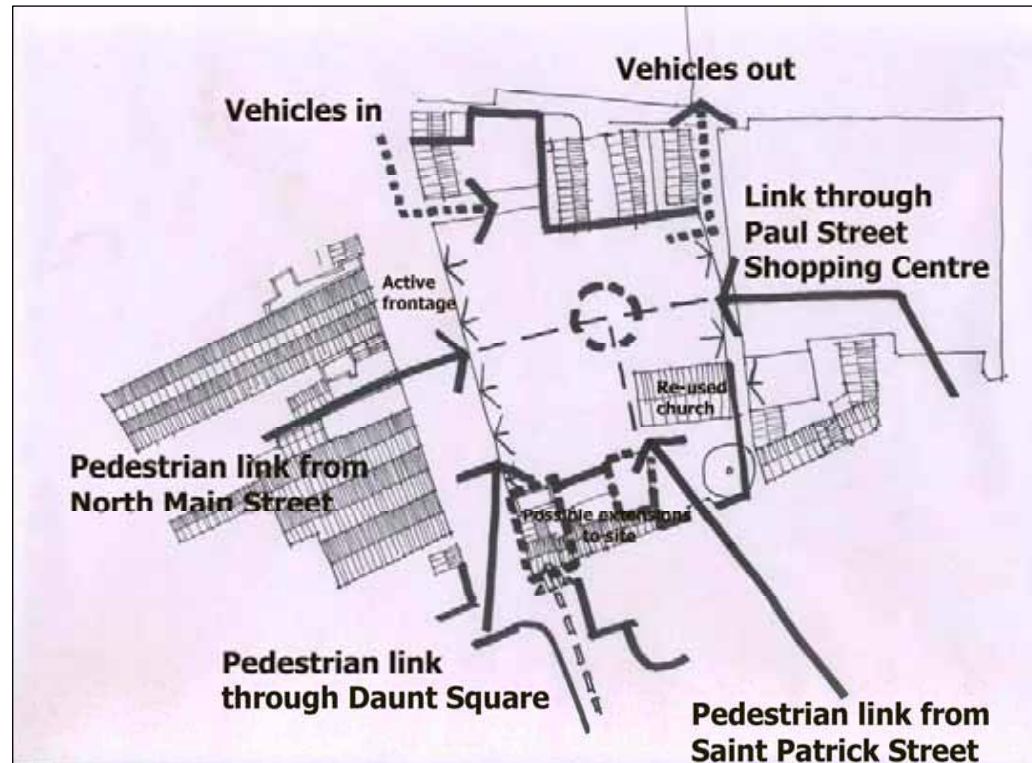 Vehicles out
Vehicles in
Link through
Paul Street
Shopping Centre
Active
frontage
Re-used
church
Pedestrian link from
North Main Street
Possible extensions
to site
Pedestrian link
through Daunt Square
Pedestrian link from
Saint Patrick Street